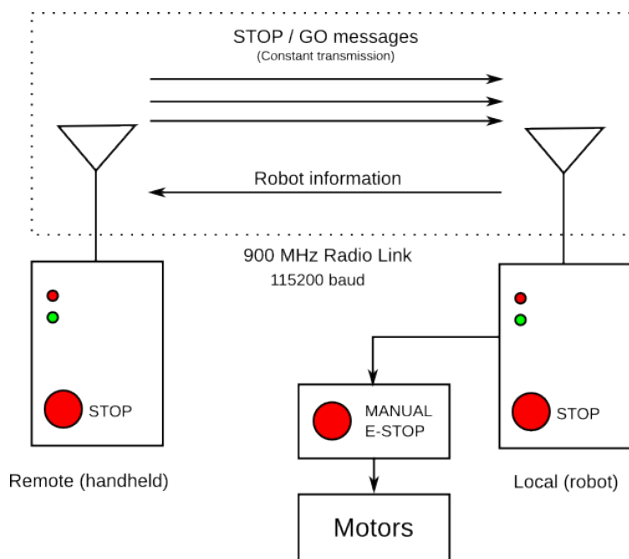 STOP / GO messages
(Constant transmission)
Robot information
900 MHz Radio Link
115200 baud
STOP
MANUAL
E-STOP
STOP
Remote (handheld)
Local (robot)
Motors